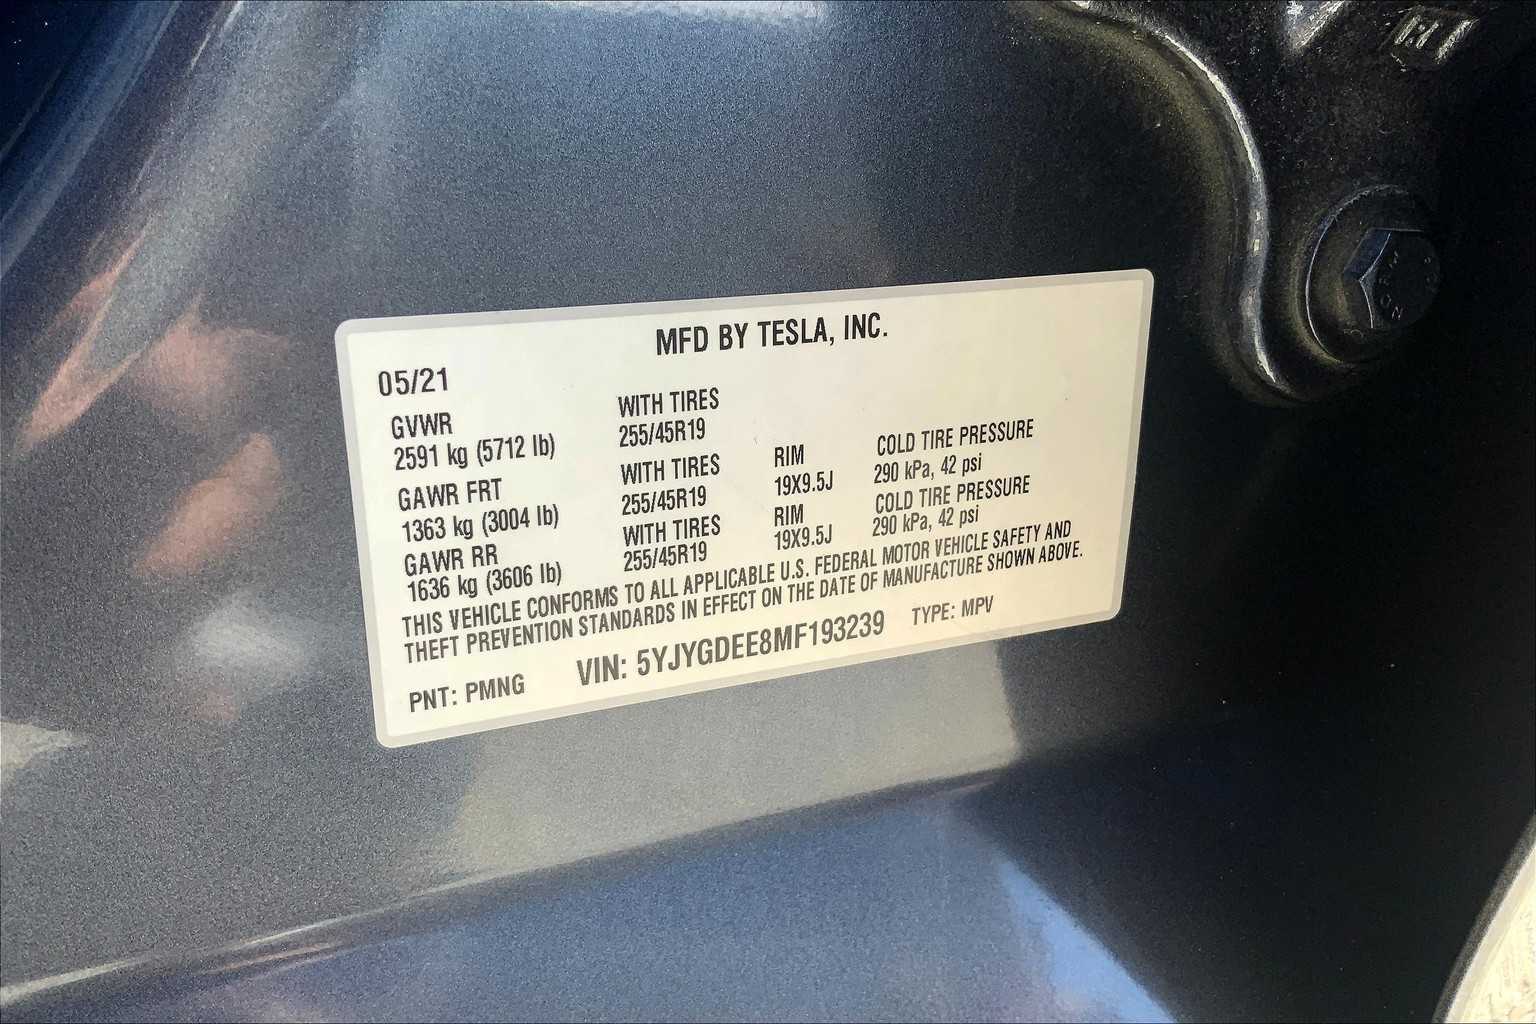 MFD BY TESLA, INC.
05/21
GVWR
2591 kg (5712 lb)
WITH TIRES
255/45R19
GAWR FRT
1363 kg (3004 lb)
WITH TIRES
255/45R19
RIM
19X9.5J
COLD TIRE PRESSURE
290 kPa, 42 psi
GAWR RR
1636 kg (3606 lb)
WITH TIRES
255/45R19
RIM
19X9.5J
COLD TIRE PRESSURE
290 kPa, 42 psi
THIS VEHICLE CONFORMS TO ALL APPLICABLE U.S. FEDERAL MOTOR VEHICLE SAFETY AND
THEFT PREVENTION STANDARDS IN EFFECT ON THE DATE OF MANUFACTURE SHOWN ABOVE.
PNT: PMNG
VIN: 5YJYGDEE8MF193239
TYPE: MPV